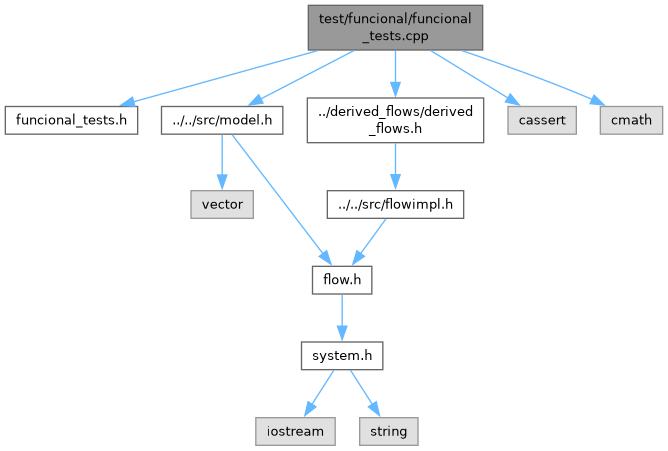 test/funcional/funcional
_tests.cpp
funcional_tests.h
../../src/model.h
../derived_flows/derived
_flows.h
cassert
cmath
vector
../../src/flowimpl.h
flow.h
system.h
iostream
string